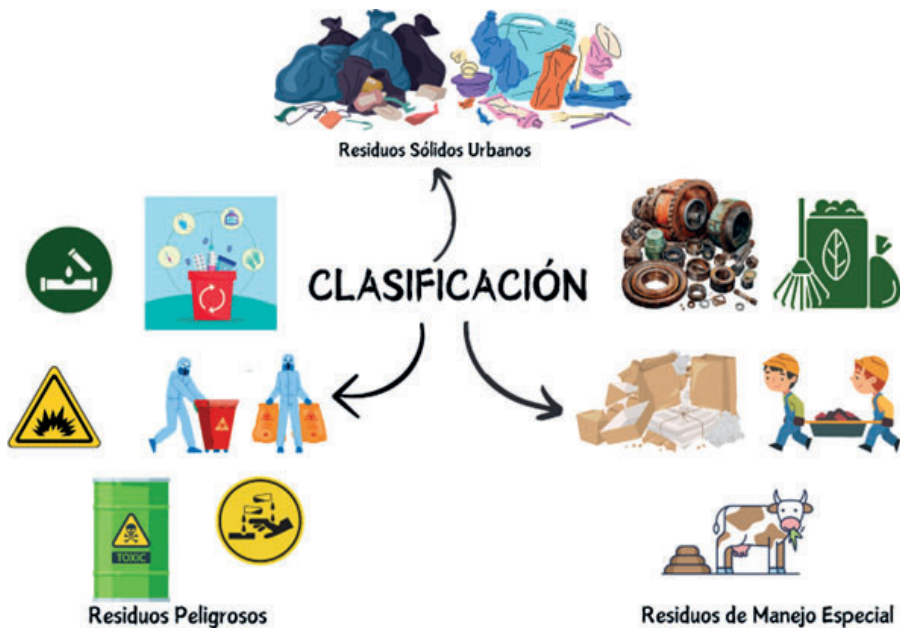 Residuos Sólidos Urbanos
CLASIFICACIÓN
TOXIC
Residuos Peligrosos
Residuos de Manejo Especial